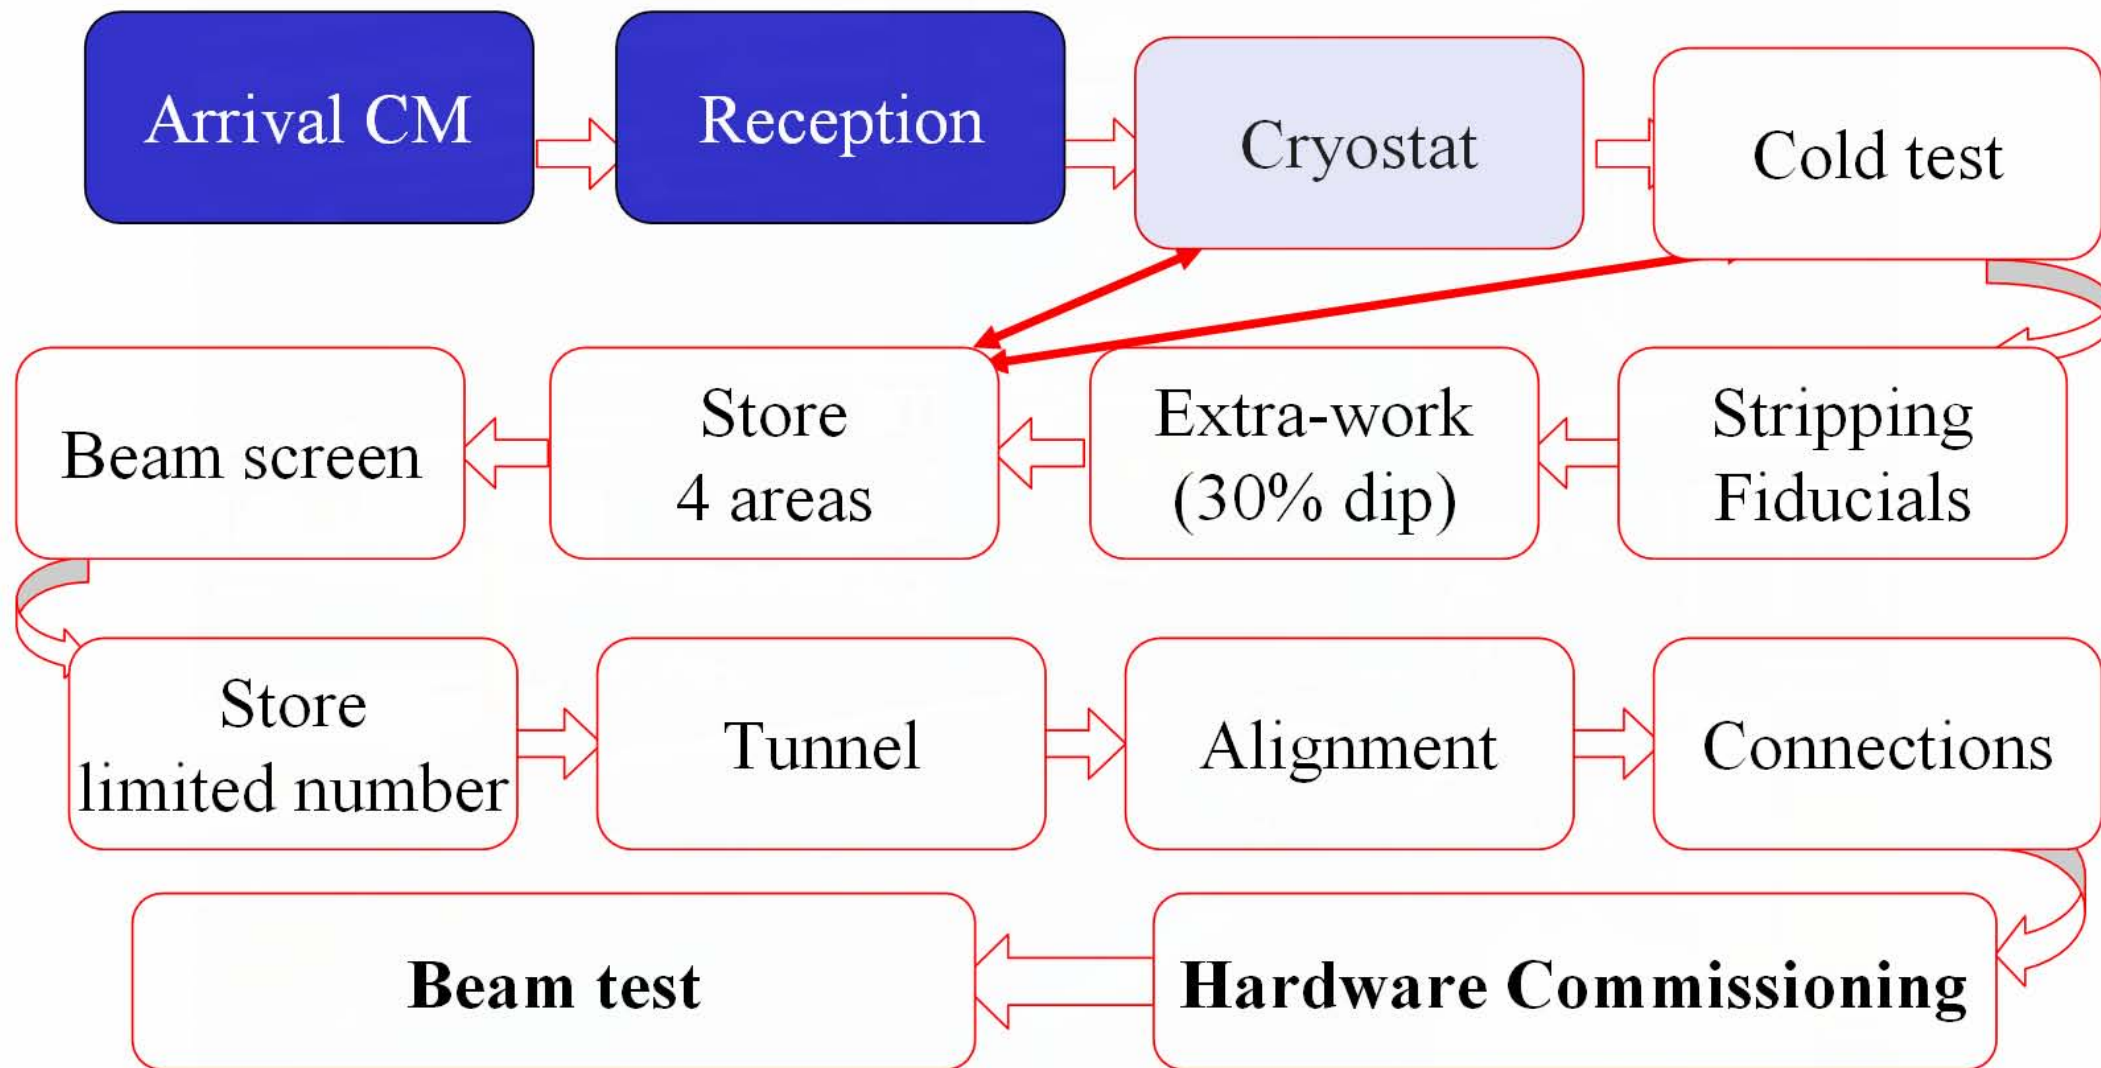 Arrival CM
Reception
Cryostat
Cold test
Beam screen
Store
4 areas
Extra-work
(30% dip)
Stripping
Fiducials
Store
limited number
Tunnel
Alignment
Connections
Beam test
Hardware Commissioning